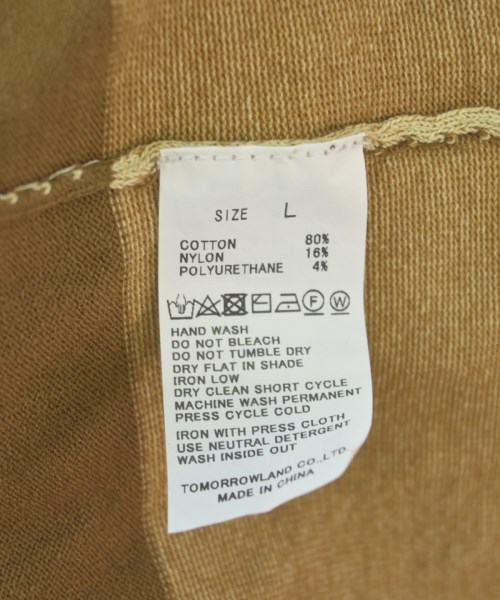 SIZE L
COTTON 80%
NYLON 16%
POLYURETHANE 4%
F W
HAND WASH
DO NOT BLEACH
DO NOT TUMBLE DRY
DRY FLAT IN SHADE
IRON LOW
DRY CLEAN SHORT CYCLE
MACHINE WASH PERMANENT
PRESS CYCLE COLD
IRON WITH PRESS CLOTH
USE NEUTRAL DETERGENT
WASH INSIDE OUT
TOMORROWLAND CO.,LTD.
MADE IN CHINA